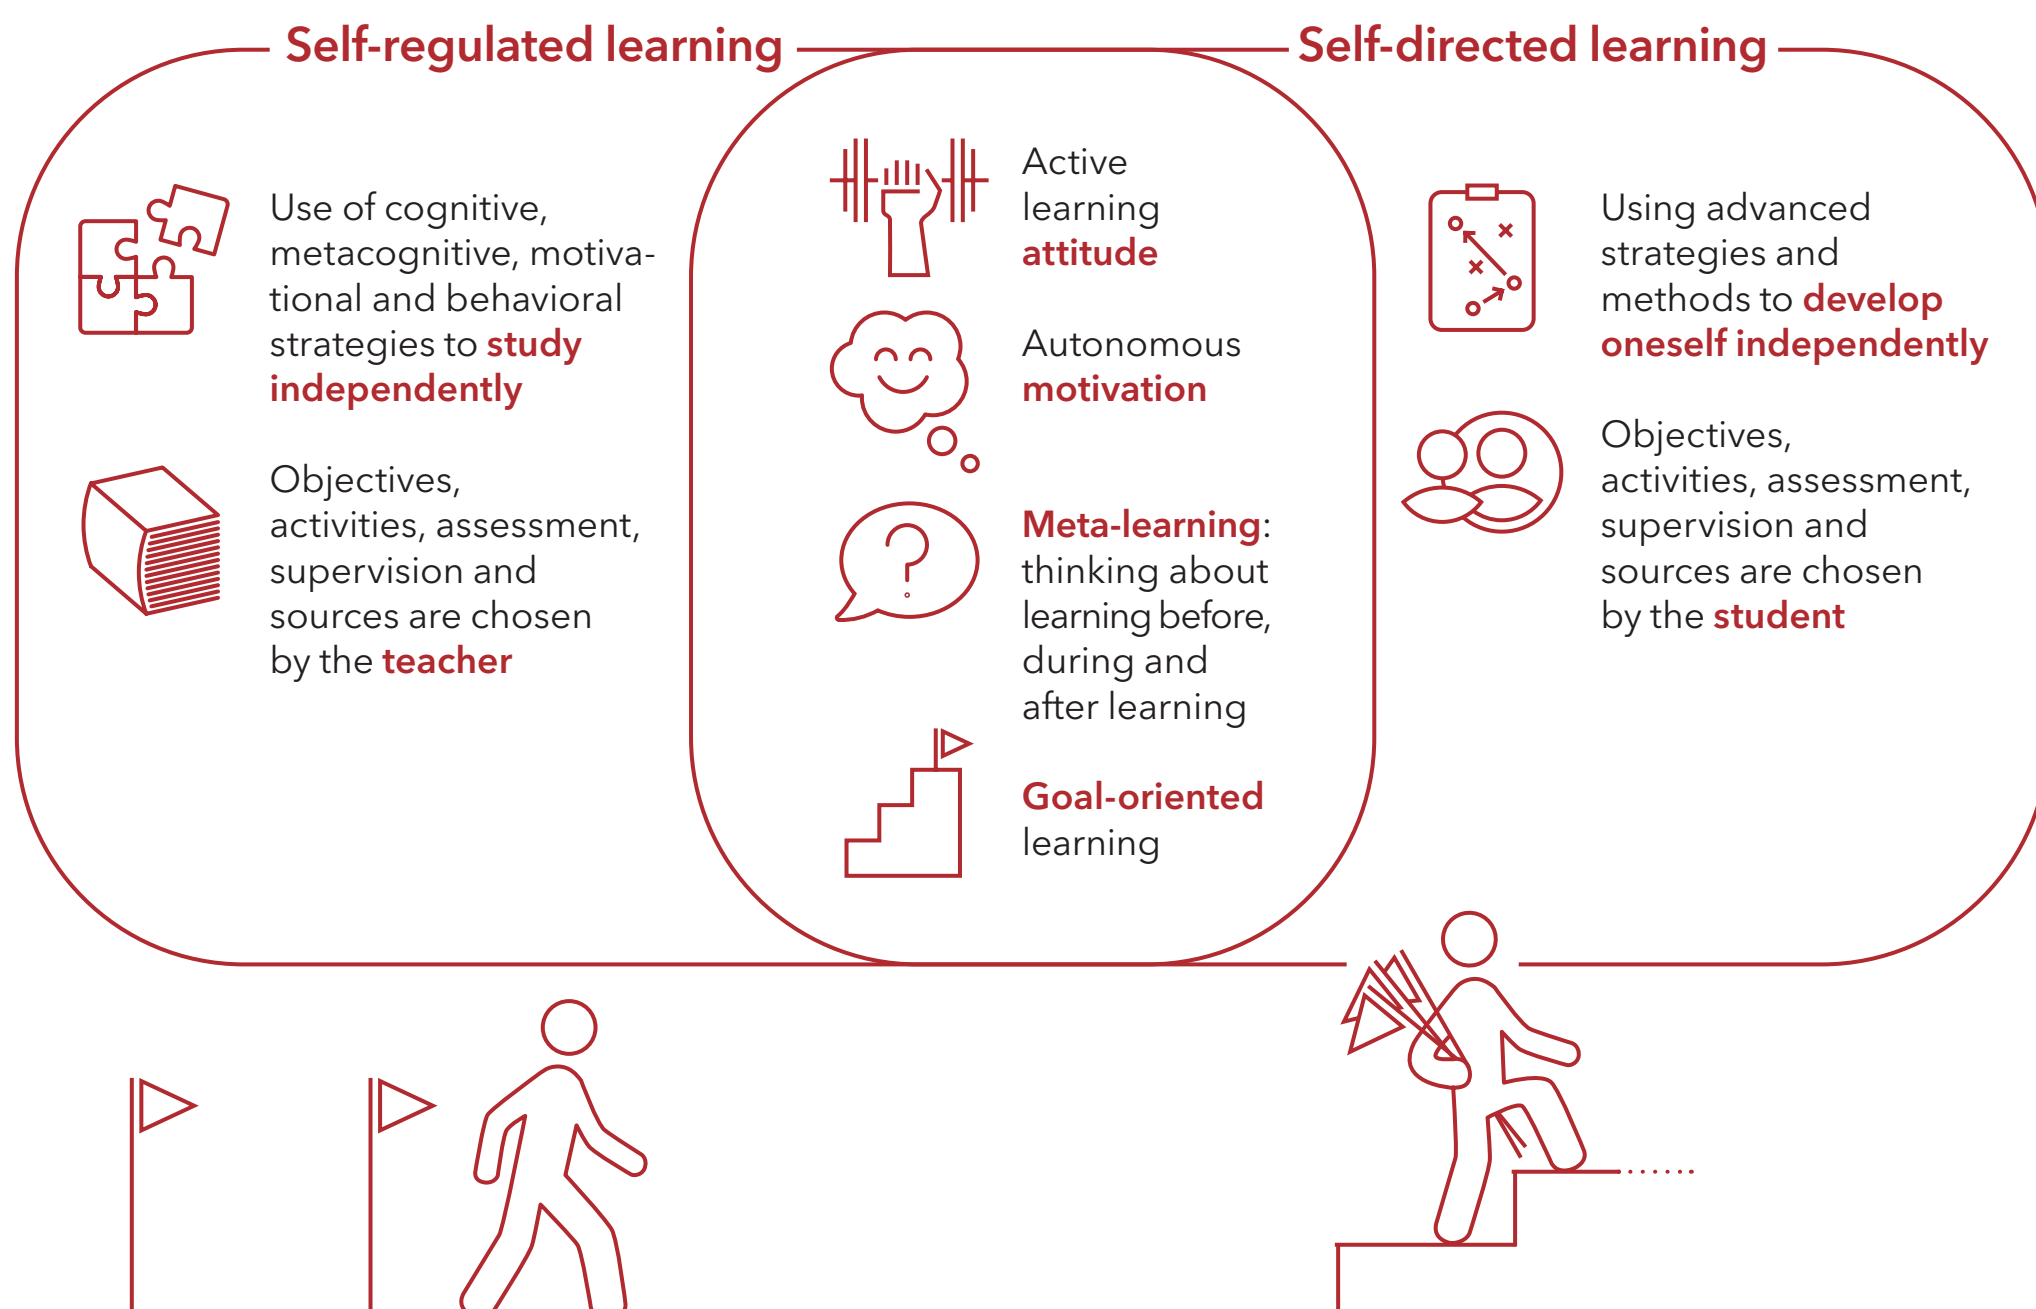 Self-regulated learning
Use of cognitive,
metacognitive, motiva-
tional and behavioral
strategies to study
independently
Objectives,
activities, assessment,
supervision and
sources are chosen
by the teacher
Active
learning
attitude
Autonomous
motivation
Meta-learning:
thinking about
learning before,
during and
after learning
Goal-oriented
learning
Self-directed learning
Using advanced
strategies and
methods to develop
oneself independently
Objectives,
activities, assessment,
supervision and
sources are chosen
by the student